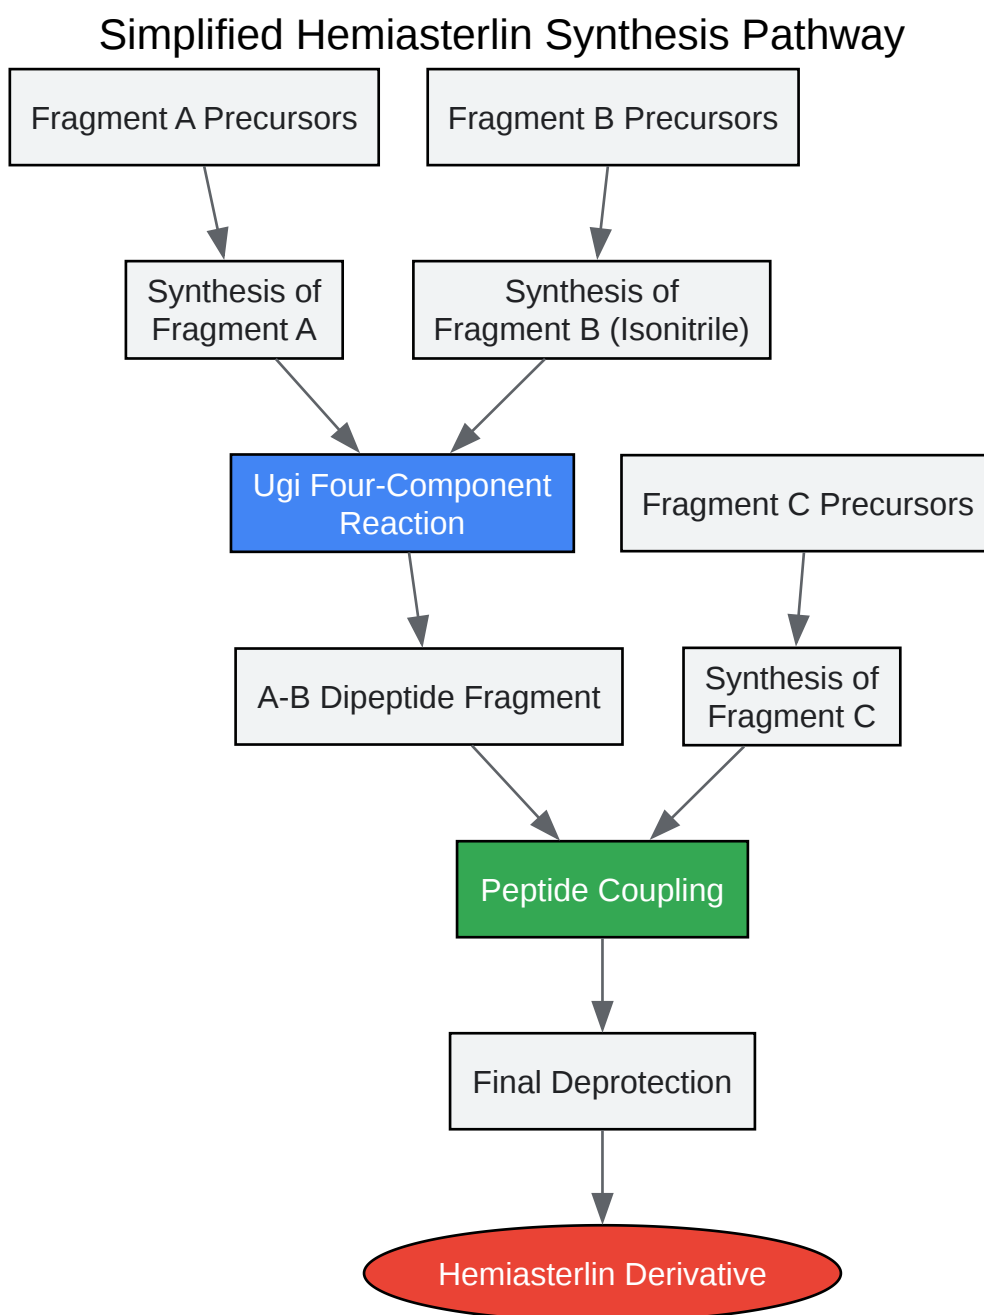 Simplified Hemiasterlin Synthesis Pathway
Fragment A Precursors
Fragment B Precursors
Synthesis of
Fragment A
Synthesis of
Fragment B (Isonitrile)
Ugi Four-Component
Reaction
Fragment C Precursors
A-B Dipeptide Fragment
Synthesis of
Fragment C
Peptide Coupling
Final Deprotection
Hemiasterlin Derivative